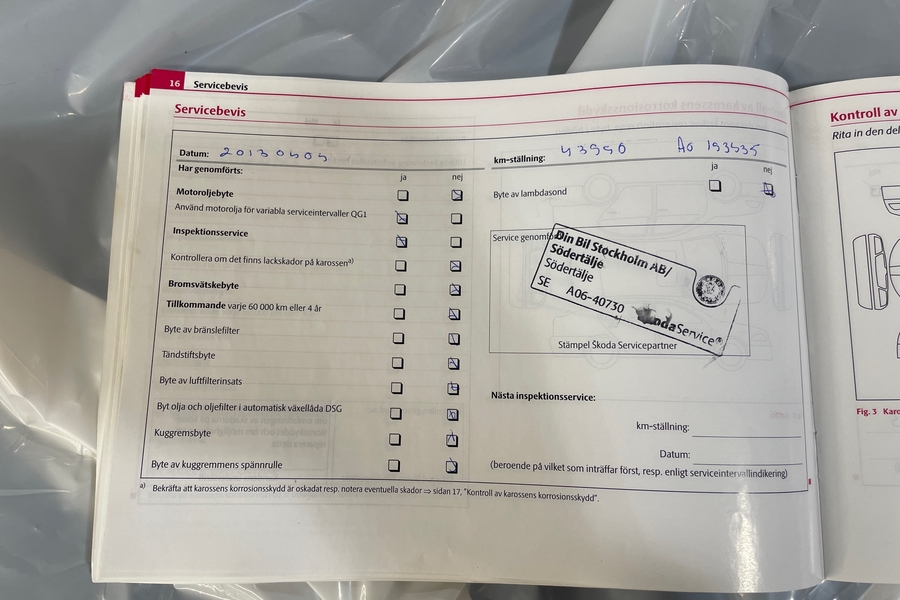 16 Servicebevis
Servicebevis
Datum: 20130405
Har genomförts:
ja nej
Motoroljebyte
Använd motorolja för variabla serviceintervaller QG1
Inspektionsservice
Kontrollera om det finns lackskador på karossen a)
Bromsvätskebyte
Tillkommande varje 60 000 km eller 4 år
Byte av bränslefilter
Tändstiftsbyte
Byte av luftfilterinsats
Byt olja och oljefilter i automatisk växellåda DSG
Kuggremsbyte
Byte av kuggremmens spännrulle
km-ställning: 43990 Ao 193535
ja nej
Byte av lambdasond
Service
Din Bil Stockholm AB/
Södertälje
Södertälje
SE A06-40730
Service
Stämpel Škoda Servicepartner
Nästa inspektionsservice:
km-ställning:
Datum:
(beroende på vilket som inträffar först, resp. enligt serviceintervallindikering)
a) Bekräfta att karossens korrosionsskydd är oskadat resp. notera eventuella skador ⇒ sidan 17, "Kontroll av karossens korrosionsskydd".
Kontroll av
Rita in den
Fig. 3